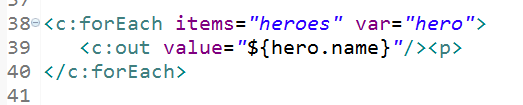 38 <c:forEach items="heroes" var="hero">
39 <c:out value="${hero.name}"/><p>
40 </c:forEach>
41